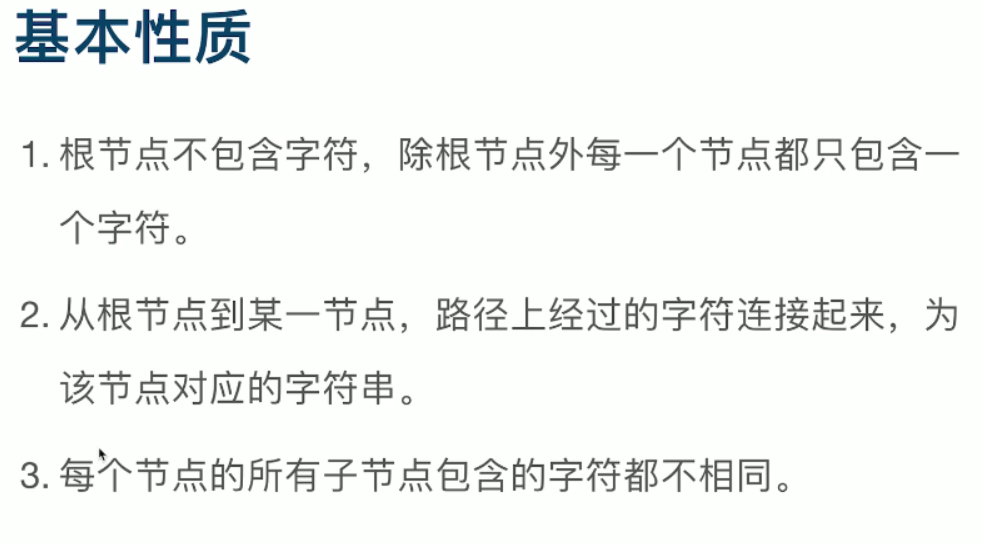 基本性质
1. 根节点不包含字符，除根节点外每一个节点都只包含一
个字符。
2. 从根节点到某一节点，路径上经过的字符连接起来，为
该节点对应的字符串。
3. 每个节点的所有子节点包含的字符都不相同。